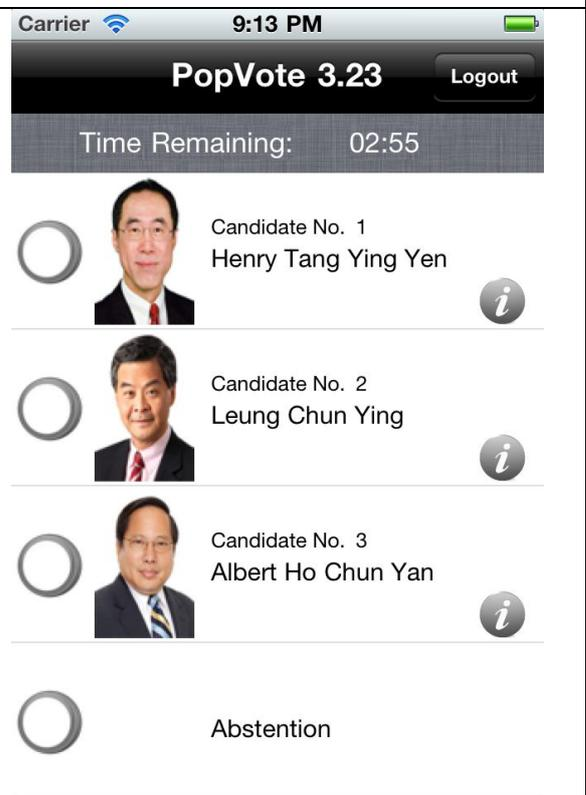 Carrier 9:13 PM
PopVote 3.23 Logout
Time Remaining: 02:55
Candidate No. 1
Henry Tang Ying Yen
i
Candidate No. 2
Leung Chun Ying
i
Candidate No. 3
Albert Ho Chun Yan
i
Abstention